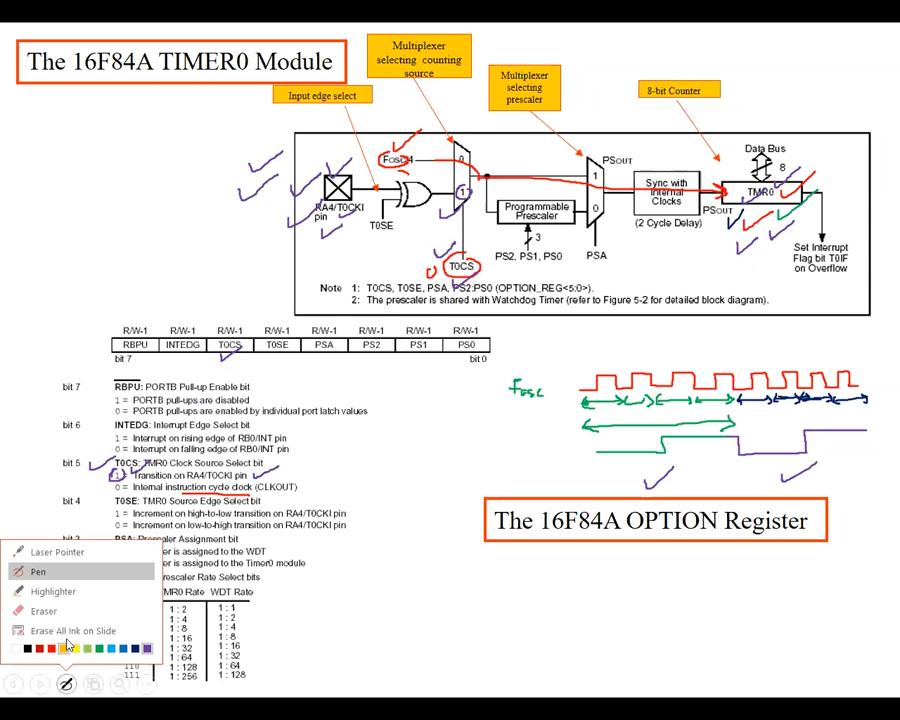 The 16F84A TIMER0 Module
Multiplexer
selecting counting
source
Input edge select
Multiplexer
selecting
prescaler
8-bit Counter
Data Bus
8
PSOUT
0
1
RA4/T0CKI
pin
T0SE
Programmable
Prescaler
1
0
Sync with
Internal
Clocks
TMR0
PSOUT
(2 Cycle Delay)
3
PS2, PS1, PS0
PSA
T0CS
0
Set Interrupt
Flag bit T0IF
on Overflow
Note 1: T0CS, T0SE, PSA, PS2:PS0 (OPTION_REG<5:0>).
2: The prescaler is shared with Watchdog Timer (refer to Figure 5-2 for detailed block diagram).
R/W-1 R/W-1 R/W-1 R/W-1 R/W-1 R/W-1 R/W-1 R/W-1
RBPU INTEDG T0CS T0SE PSA PS2 PS1 PS0
bit 7 bit 0
bit 7 RBPU: PORTB Pull-up Enable bit
1 = PORTB pull-ups are disabled
0 = PORTB pull-ups are enabled by individual port latch values
bit 6 INTEDG: Interrupt Edge Select bit
1 = Interrupt on rising edge of RB0/INT pin
0 = Interrupt on falling edge of RB0/INT pin
bit 5 T0CS: TMR0 Clock Source Select bit
1 = Transition on RA4/T0CKI pin
0 = Internal instruction cycle clock (CLKOUT)
bit 4 T0SE: TMR0 Source Edge Select bit
1 = Increment on high-to-low transition on RA4/T0CKI pin
0 = Increment on low-to-high transition on RA4/T0CKI pin
PSA: Prescaler Assignment bit
is assigned to the WDT
is assigned to the Timer0 module
Rate Select bits
Rate WDT Rate
1 : 2 1 : 1
1 : 4 1 : 2
1 : 8 1 : 4
1 : 16 1 : 8
1 : 32 1 : 16
1 : 64 1 : 32
1 : 128 1 : 64
111 1 : 256 1 : 128
Fosc
The 16F84A OPTION Register
Laser Pointer
Pen
Highlighter
Eraser
Erase All Ink on Slide